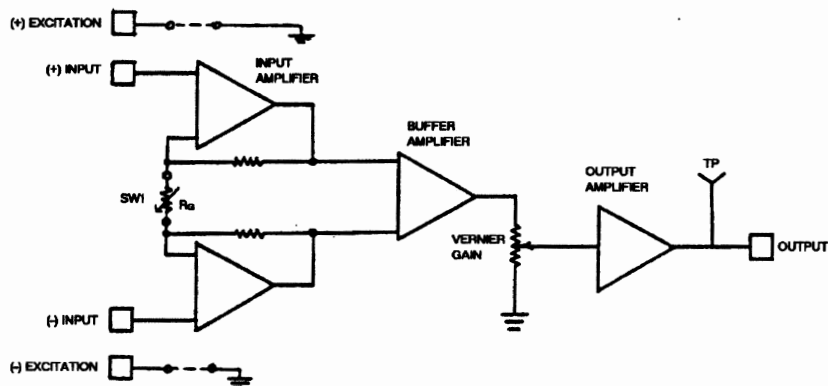 (+) EXCITATION
(+) INPUT
INPUT
AMPLIFIER
BUFFER
AMPLIFIER
SW1
RG
OUTPUT
AMPLIFIER
TP
VERNIER
GAIN
OUTPUT
(-) INPUT
(-) EXCITATION